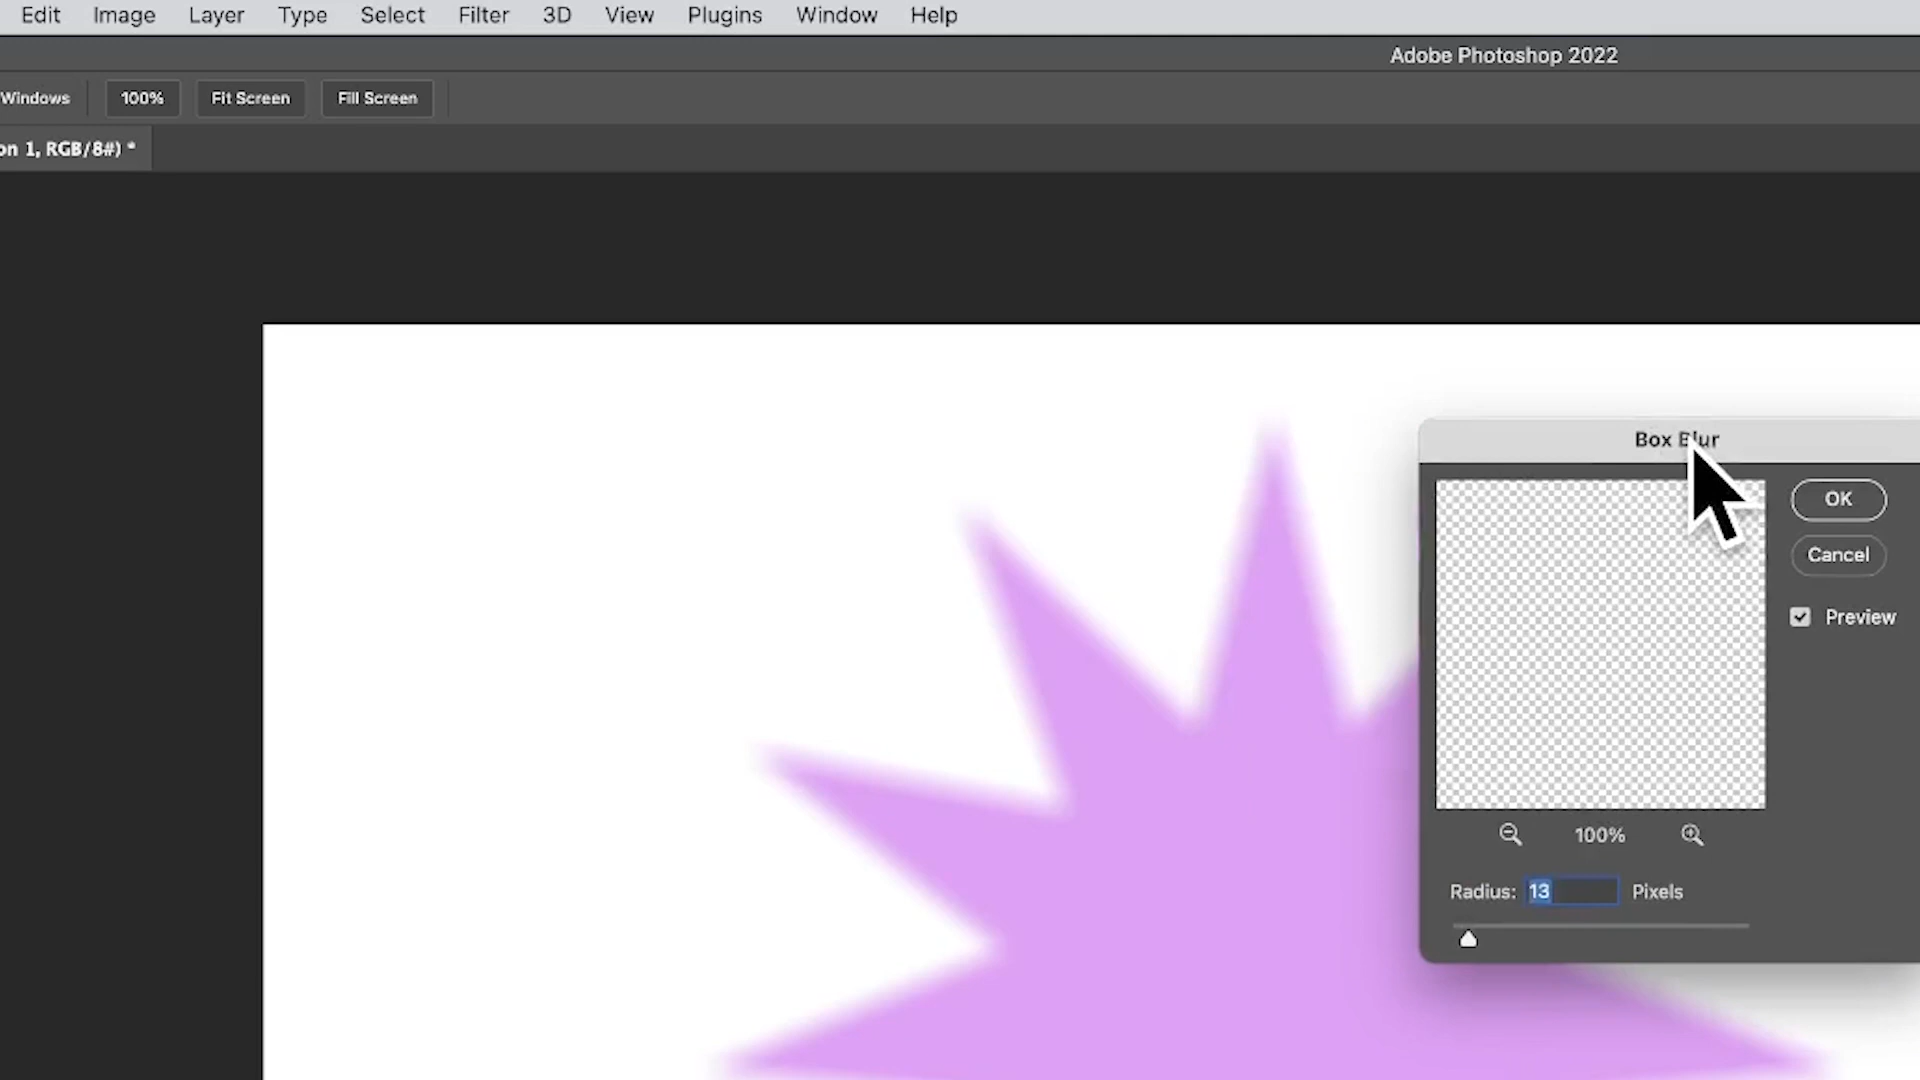 Edit Image Layer Type Select Filter 3D View Plugins Window Help
Adobe Photoshop 2022
Windows 100% Fit Screen Fill Screen
on 1, RGB/8#) *
Box Blur
OK
Cancel
Preview
100%
Radius: 13 Pixels